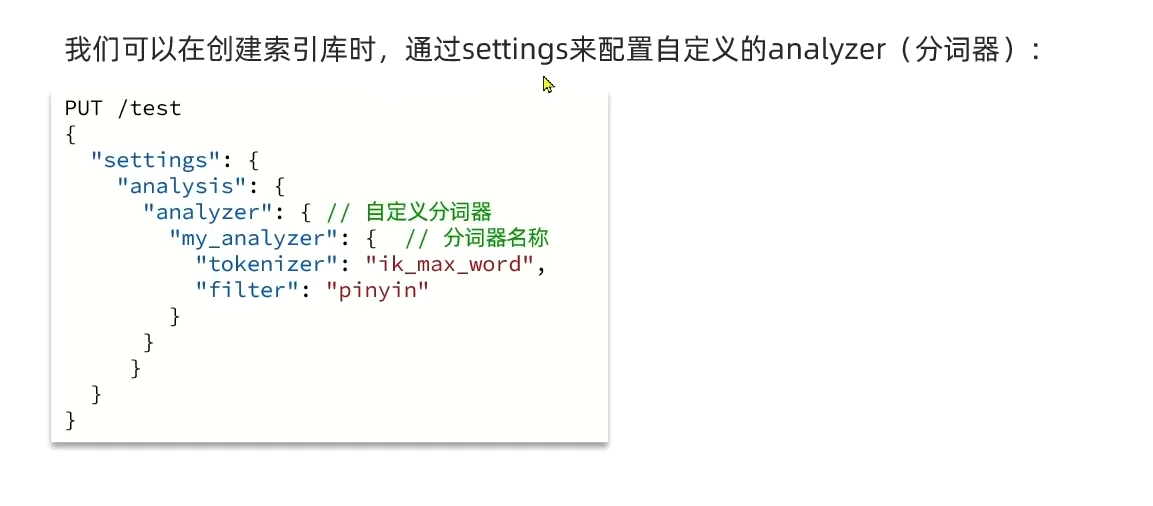 我们可以在创建索引库时，通过settings来配置自定义的analyzer（分词器）:
PUT /test
{
  "settings": {
    "analysis": {
      "analyzer": { // 自定义分词器
        "my_analyzer": {  // 分词器名称
          "tokenizer": "ik_max_word",
          "filter": "pinyin"
        }
      }
     }
  }
}